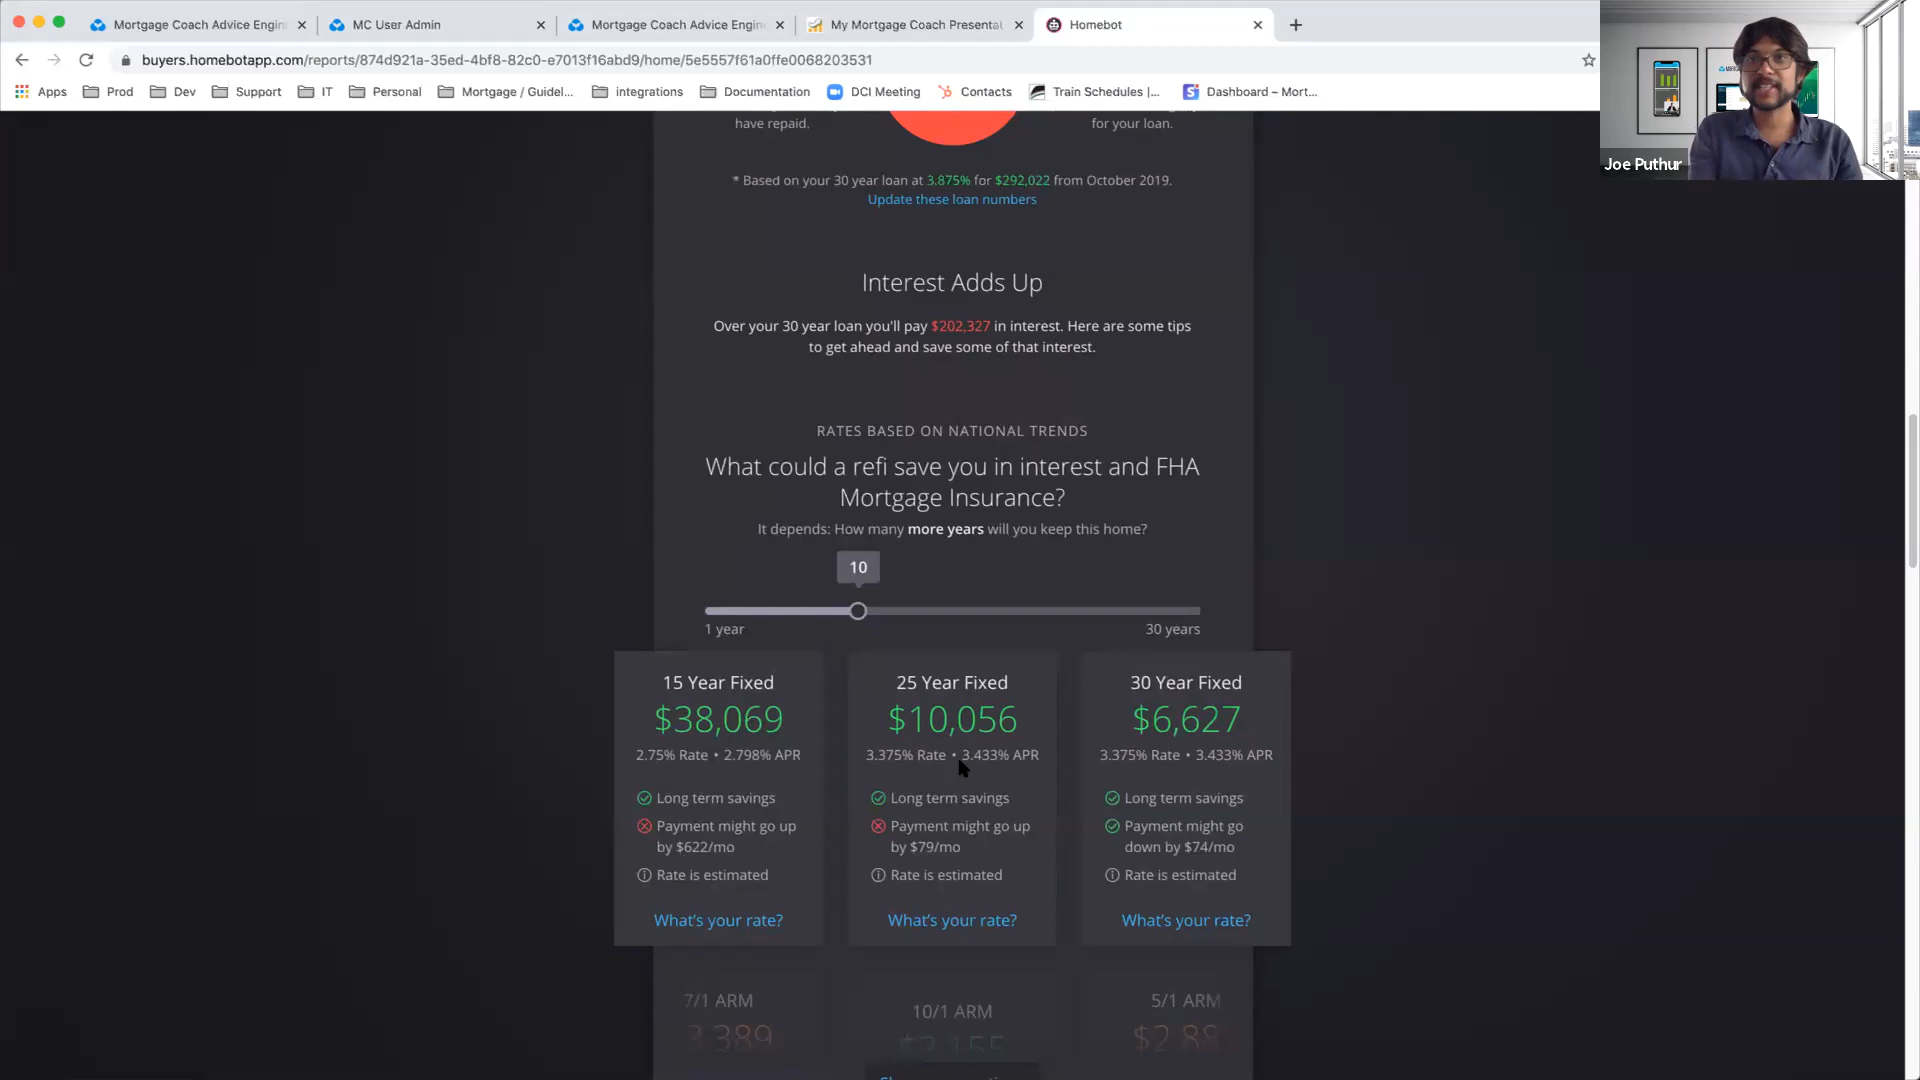 Mortgage Coach Advice Engin
MC User Admin
Mortgage Coach Advice Engin
My Mortgage Coach Presentat
Homebot
buyers.homebotapp.com/reports/874d921a-35ed-4bf8-82c0-e7013f16abd9/home/5e5557f61a0ffe0068203531
Apps
Prod
Dev
Support
IT
Personal
Mortgage / Guidel...
integrations
Documentation
DCI Meeting
Contacts
Train Schedules |...
Dashboard – Mort...
Joe Puthur
have repaid.
for your loan.
* Based on your 30 year loan at 3.875% for $292,022 from October 2019.
Update these loan numbers
Interest Adds Up
Over your 30 year loan you'll pay $202,327 in interest. Here are some tips
to get ahead and save some of that interest.
RATES BASED ON NATIONAL TRENDS
What could a refi save you in interest and FHA
Mortgage Insurance?
It depends: How many more years will you keep this home?
10
1 year
30 years
15 Year Fixed
$38,069
2.75% Rate • 2.798% APR
Long term savings
Payment might go up
by $622/mo
Rate is estimated
What's your rate?
25 Year Fixed
$10,056
3.375% Rate • 3.433% APR
Long term savings
Payment might go up
by $79/mo
Rate is estimated
What's your rate?
30 Year Fixed
$6,627
3.375% Rate • 3.433% APR
Long term savings
Payment might go
down by $74/mo
Rate is estimated
What's your rate?
7/1 ARM
3,389
10/1 ARM
$3,155
5/1 ARM
$2,88